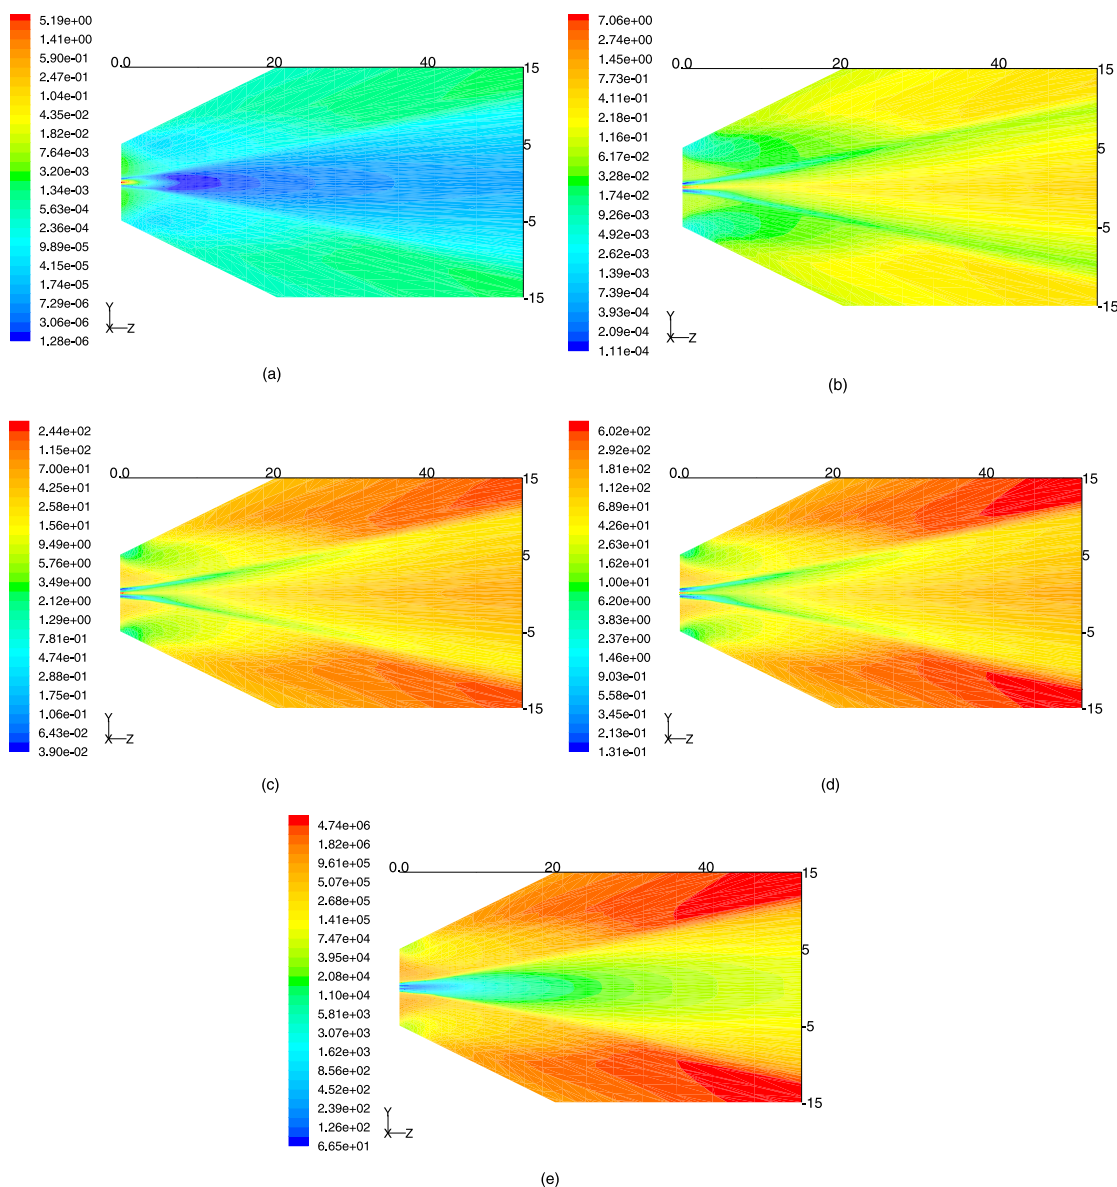 5.19e+00
1.41e+00
5.90e-01
2.47e-01
1.04e-01
4.35e-02
1.82e-02
7.64e-03
3.20e-03
1.34e-03
5.63e-04
2.36e-04
9.89e-05
4.15e-05
1.74e-05
7.29e-06
3.06e-06
1.28e-06
0.0 20 40
15
5
-5
-15
Y
X Z
(a)
7.06e+00
2.74e+00
1.45e+00
7.73e-01
4.11e-01
2.18e-01
1.16e-01
6.17e-02
3.28e-02
1.74e-02
9.26e-03
4.92e-03
2.62e-03
1.39e-03
7.39e-04
3.93e-04
2.09e-04
1.11e-04
0.0 20 40
15
5
-5
-15
Y
X Z
(b)
2.44e+02
1.15e+02
7.00e+01
4.25e+01
2.58e+01
1.56e+01
9.49e+00
5.76e+00
3.49e+00
2.12e+00
1.29e+00
7.81e-01
4.74e-01
2.88e-01
1.75e-01
1.06e-01
6.43e-02
3.90e-02
0.0 20 40
15
5
-5
-15
Y
X Z
(c)
6.02e+02
2.92e+02
1.81e+02
1.12e+02
6.89e+01
4.26e+01
2.63e+01
1.62e+01
1.00e+01
6.20e+00
3.83e+00
2.37e+00
1.46e+00
9.03e-01
5.58e-01
3.45e-01
2.13e-01
1.31e-01
0.0 20 40
15
5
-5
-15
Y
X Z
(d)
4.74e+06
1.82e+06
9.61e+05
5.07e+05
2.68e+05
1.41e+05
7.47e+04
3.95e+04
2.08e+04
1.10e+04
5.81e+03
3.07e+03
1.62e+03
8.56e+02
4.52e+02
2.39e+02
1.26e+02
6.65e+01
0.0 20 40
15
5
-5
-15
Y
X Z
(e)